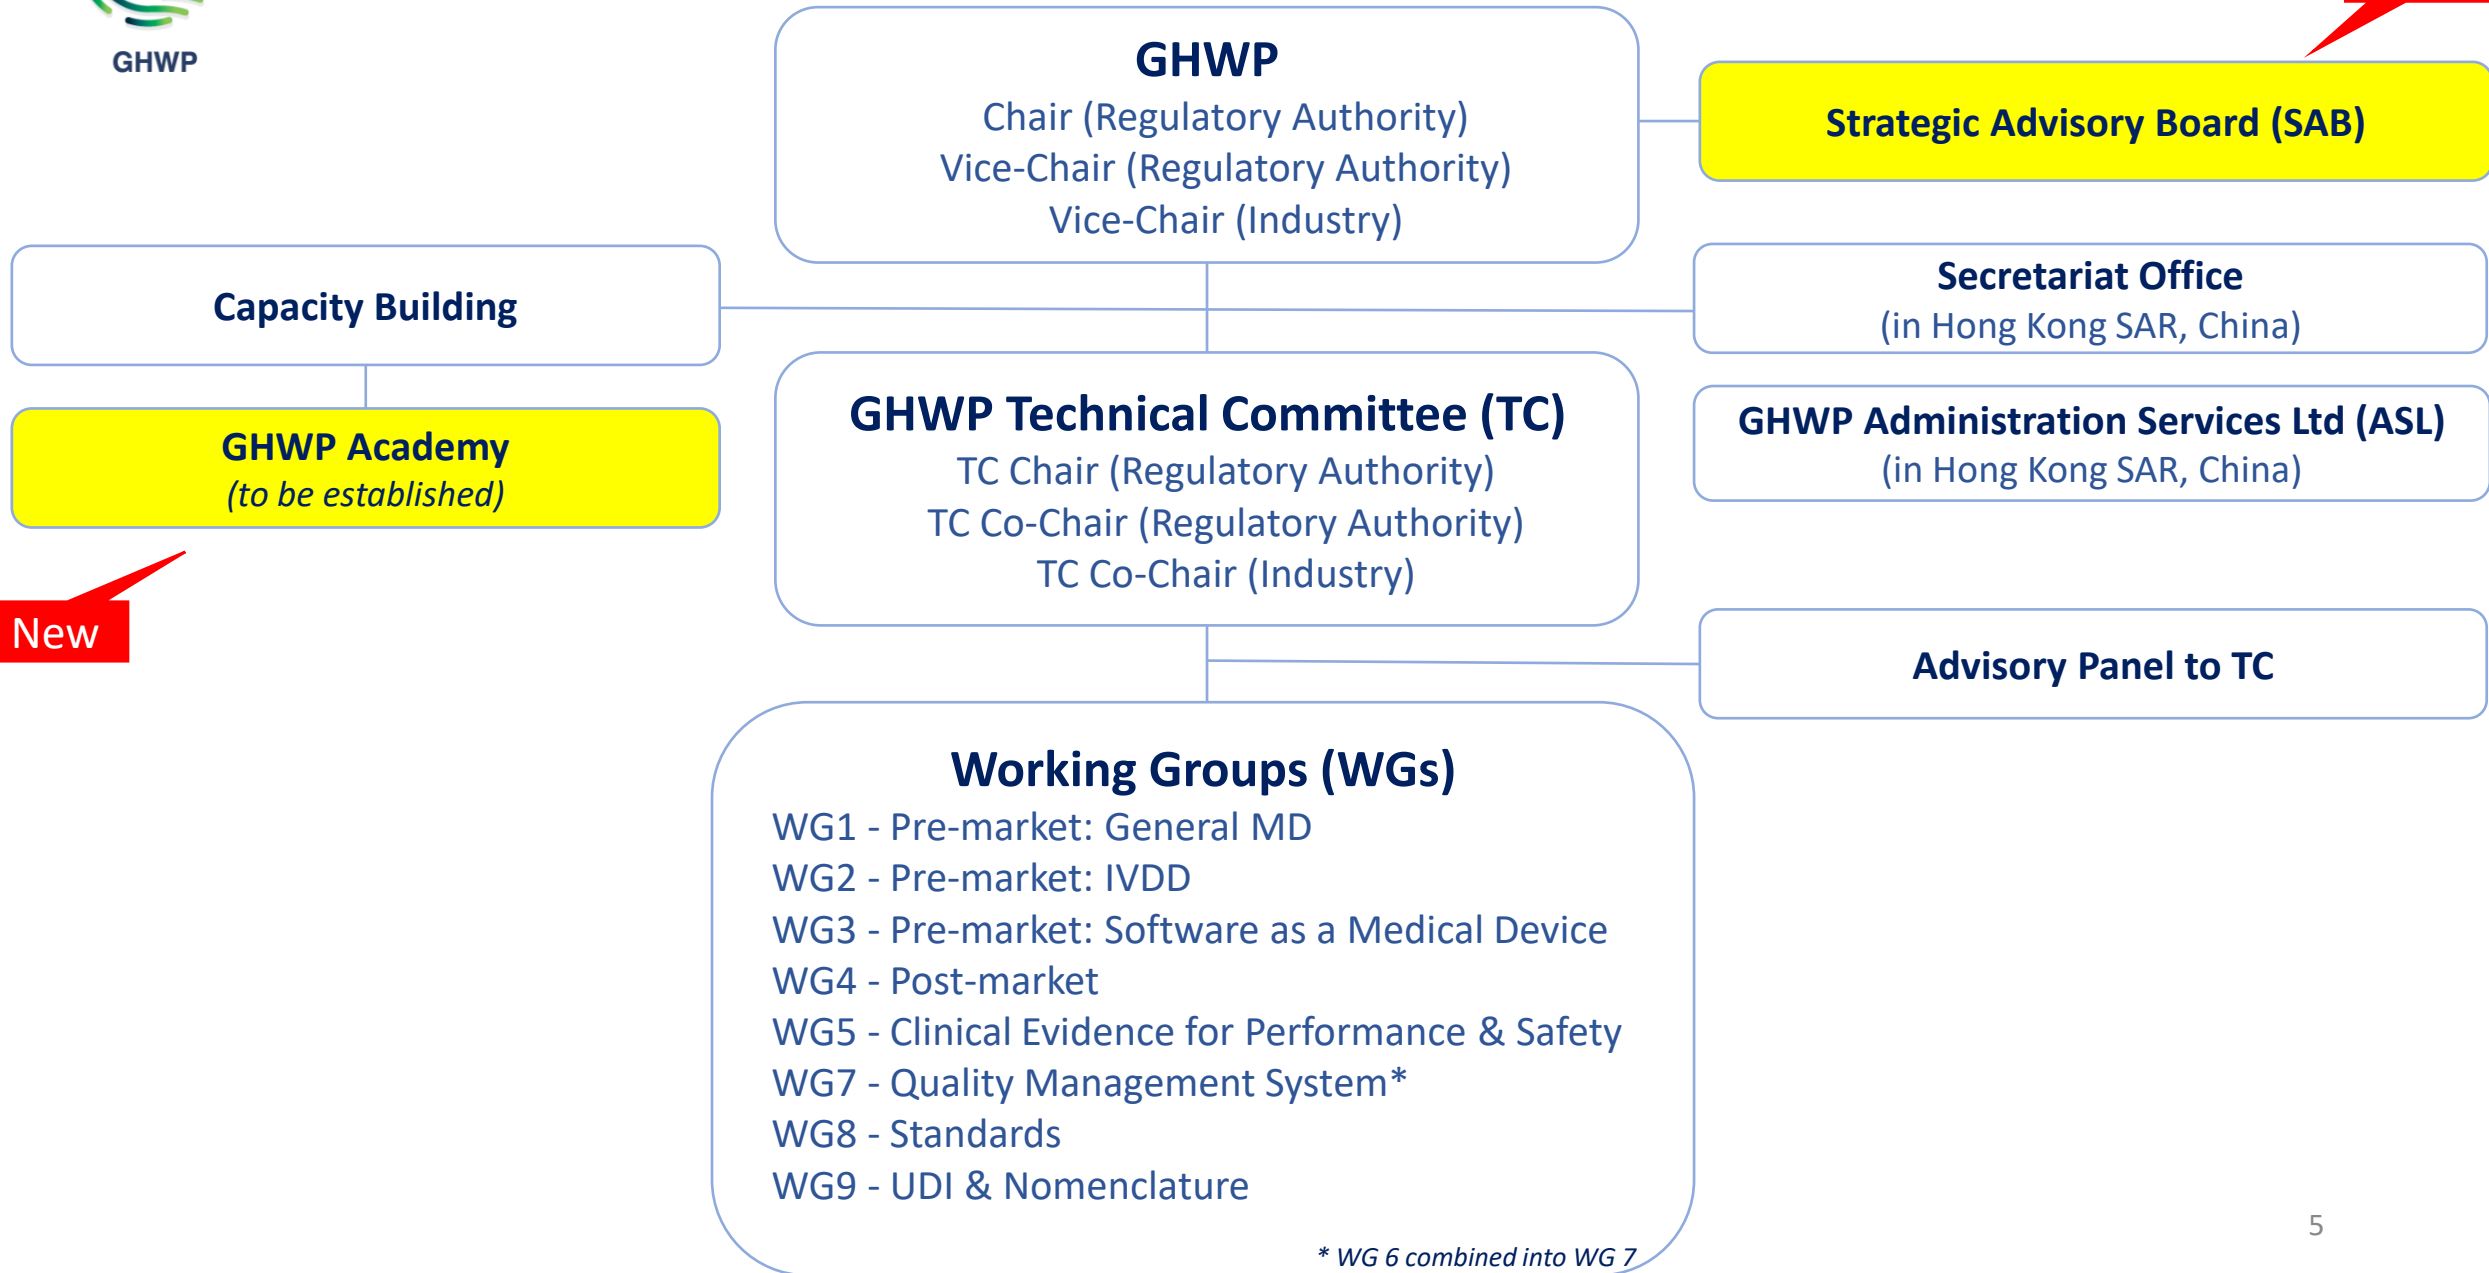 GHWP
GHWP
Chair (Regulatory Authority)
Vice-Chair (Regulatory Authority)
Vice-Chair (Industry)
Strategic Advisory Board (SAB)
Capacity Building
Secretariat Office
(in Hong Kong SAR, China)
GHWP Academy
(to be established)
New
GHWP Technical Committee (TC)
TC Chair (Regulatory Authority)
TC Co-Chair (Regulatory Authority)
TC Co-Chair (Industry)
GHWP Administration Services Ltd (ASL)
(in Hong Kong SAR, China)
Advisory Panel to TC
Working Groups (WGs)
WG1 - Pre-market: General MD
WG2 - Pre-market: IVDD
WG3 - Pre-market: Software as a Medical Device
WG4 - Post-market
WG5 - Clinical Evidence for Performance & Safety
WG7 - Quality Management System*
WG8 - Standards
WG9 - UDI & Nomenclature
* WG 6 combined into WG 7
5